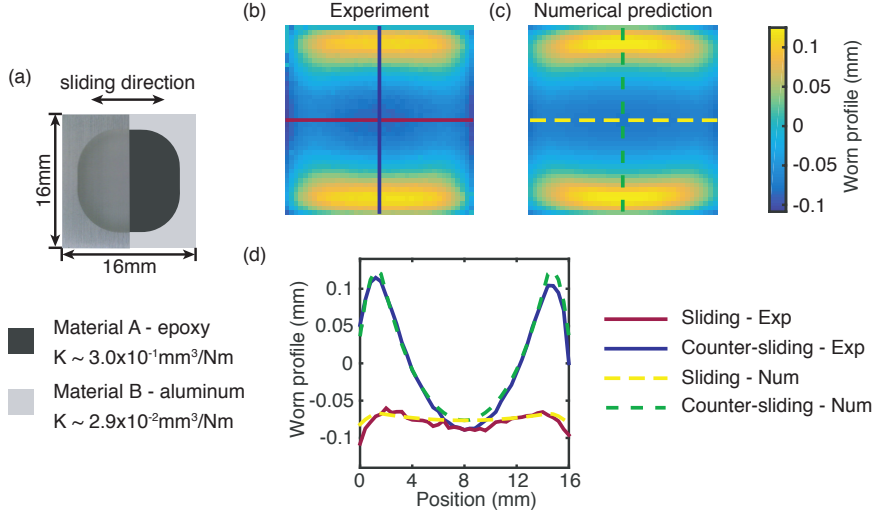 (a)
sliding direction
16mm
16mm
Material A - epoxy
K ~ 3.0x10⁻¹mm³/Nm
Material B - aluminum
K ~ 2.9x10⁻²mm³/Nm
(b)
Experiment
(c)
Numerical prediction
0.1
0.05
0
-0.05
-0.1
Worn profile (mm)
(d)
0.1
0.05
0
-0.05
-0.1
Worn profile (mm)
0 4 8 12 16
Position (mm)
Sliding - Exp
Counter-sliding - Exp
Sliding - Num
Counter-sliding - Num